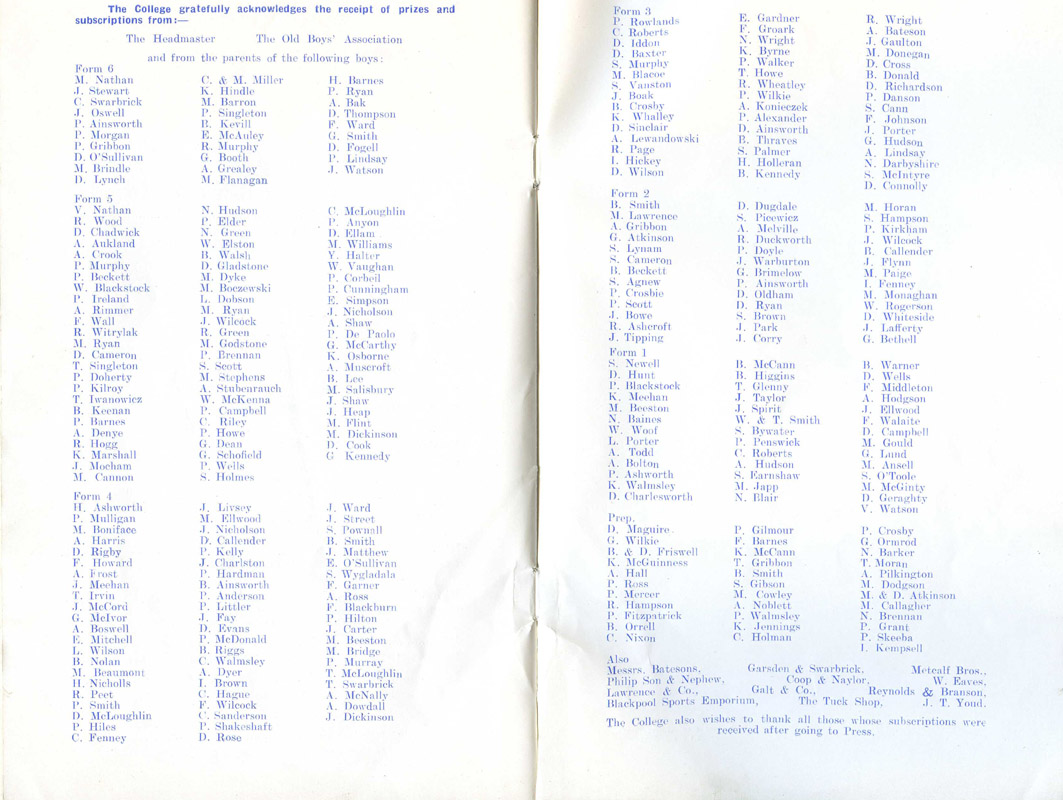 The College gratefully acknowledges the receipt of prizes and
subscriptions from:—
The Headmaster The Old Boys' Association
and from the parents of the following boys:
Form 6
M. Nathan C. & M. Miller H. Barnes
J. Stewart K. Hindle P. Ryan
C. Swarbrick M. Barron A. Bak
J. Oswell P. Singleton D. Thompson
P. Ainsworth B. Kevill F. Ward
P. Morgan E. McAuley G. Smith
P. Gribbon R. Murphy D. Fogell
D. O'Sullivan G. Booth P. Lindsay
M. Brindle A. Grealey J. Watson
D. Lynch M. Flanagan
Form 5
V. Nathan N. Hudson C. McLoughlin
R. Wood P. Elder P. Anyon
D. Chadwick N. Green D. Ellam
A. Aukland W. Elston M. Williams
A. Crook B. Walsh Y. Halter
P. Murphy D. Gladstone W. Vaughan
P. Beckett M. Dyke P. Corbeil
W. Blackstock M. Boczewski P. Cunningham
P. Ireland L. Dobson E. Simpson
A. Rimmer M. Ryan J. Nicholson
F. Wall J. Wilcock A. Shaw
R. Witrylak R. Green P. De Paolo
M. Ryan M. Godstone G. McCarthy
D. Cameron P. Brennan K. Osborne
T. Singleton S. Scott A. Muscroft
P. Doherty M. Stephens B. Lee
P. Kilroy A. Stubenrauch M. Salisbury
T. Iwanowicz W. McKenna J. Shaw
B. Keenan P. Campbell J. Heap
P. Barnes C. Riley M. Flint
A. Denye P. Howe M. Dickinson
R. Hogg G. Dean D. Cook
K. Marshall G. Schofield G Kennedy
J. Mocham P. Wells
M. Cannon S. Holmes
Form 4
H. Ashworth J. Livsey J. Ward
P. Mulligan M. Ellwood J. Street
M. Boniface J. Nicholson S. Pownell
A. Harris D. Callender B. Smith
D. Rigby P. Kelly J. Matthew
F. Howard J. Charlston E. O'Sullivan
A. Frost P. Hardman S. Wygladala
J. Meehan B. Ainsworth F. Garner
T. Irvin P. Anderson A. Ross
J. McCord P. Littler F. Blackburn
G. McIvor J. Fay P. Hilton
A. Boswell D. Evans J. Carter
E. Mitchell P. McDonald M. Beeston
L. Wilson B. Riggs M. Bridge
B. Nolan C. Walmsley P. Murray
M. Beaumont A. Dyer T. McLoughlin
H. Nicholls I. Brown T. Swarbrick
R. Peet C. Hague A. McNally
P. Smith F. Wilcock A. Dowdall
D. McLoughlin C. Sanderson J. Dickinson
P. Hiles P. Shakeshaft
C. Fenney D. Rose
Form 3
P. Rowlands E. Gardner R. Wright
C. Roberts F. Groark A. Bateson
D. Iddon N. Wright J. Gaulton
D. Baxter K. Byrne M. Donegan
S. Murphy P. Walker D. Cross
M. Blacoe T. Howe B. Donald
S. Vanston R. Wheatley D. Richardson
J. Boak P. Wilkie P. Danson
B. Crosby A. Konieczek S. Cann
K. Whalley P. Alexander F. Johnson
D. Sinclair D. Ainsworth J. Porter
A. Lewandowski B. Thraves G. Hudson
R. Page S. Palmer A. Lindsay
I. Hickey H. Holleran N. Darbyshire
D. Wilson B. Kennedy S. McIntyre
D. Connolly
Form 2
B. Smith D. Dugdale M. Horan
M. Lawrence S. Picewicz S. Hampson
A. Gribbon A. Melville P. Kirkham
G. Atkinson R. Duckworth J. Wilcock
S. Lynam P. Doyle R. Callender
S. Cameron J. Warburton J. Flynn
B. Beckett G. Brimelow M. Paige
S. Agnew P. Ainsworth I. Fenney
P. Crosbie D. Oldham M. Monaghan
P. Scott D. Ryan W. Rogerson
J. Bowe S. Brown D. Whiteside
R. Ashcroft J. Park J. Lafferty
J. Tipping J. Corry G. Bethell
Form 1
S. Newell B. McCann B. Warner
D. Hunt B. Higgins D. Wells
P. Blackstock T. Glenny F. Middleton
K. Meehan J. Taylor A. Hodgson
M. Beeston J. Spirit J. Ellwood
N. Baines W. & T. Smith F. Walaite
W. Woof S. Bywater D. Campbell
L. Porter P. Penswick M. Gould
A. Todd C. Roberts G. Lund
A. Bolton A. Hudson M. Ansell
P. Ashworth S. Earnshaw S. O'Toole
K. Walmsley M. Japp M. McGinty
D. Charlesworth N. Blair D. Geraghty
V. Watson
Prep.
D. Maguire. P. Gilmour P. Crosby
G. Wilkie F. Barnes G. Ormrod
B. & D. Friswell K. McCann N. Barker
K. McGuinness T. Gribbon T. Moran
A. Hall B. Smith A. Pilkington
P. Ross S. Gibson M. Dodgson
P. Mercer M. Cowley M. & D. Atkinson
R. Hampson A. Noblett M. Callagher
P. Fitzpatrick P. Walmsley N. Brennan
B. Orrell K. Jennings P. Grant
C. Nixon C. Holman P. Skeeba
I. Kempsell
Also
Messrs. Batesons, Garsden & Swarbrick, Metcalf Bros.,
Philip Son & Nephew, Coop & Naylor, W. Eaves,
Lawrence & Co., Galt & Co., Reynolds & Branson,
Blackpool Sports Emporium, The Tuck Shop, J. T. Youd.
The College also wishes to thank all those whose subscriptions were
received after going to Press.